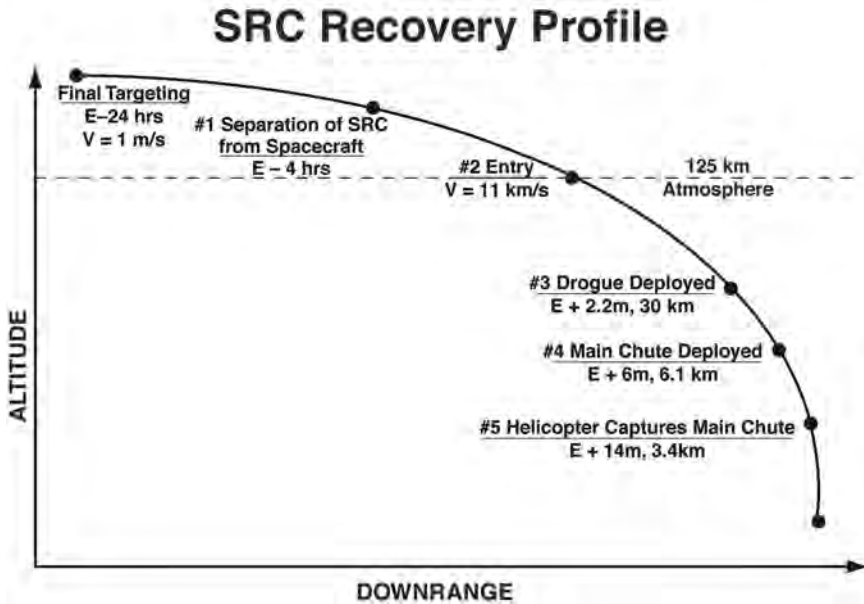 SRC Recovery Profile
Final Targeting
E–24 hrs
V = 1 m/s
#1 Separation of SRC
from Spacecraft
E – 4 hrs
#2 Entry
V = 11 km/s
125 km
Atmosphere
#3 Drogue Deployed
E + 2.2m, 30 km
#4 Main Chute Deployed
E + 6m, 6.1 km
#5 Helicopter Captures Main Chute
E + 14m, 3.4km
ALTITUDE
DOWNRANGE